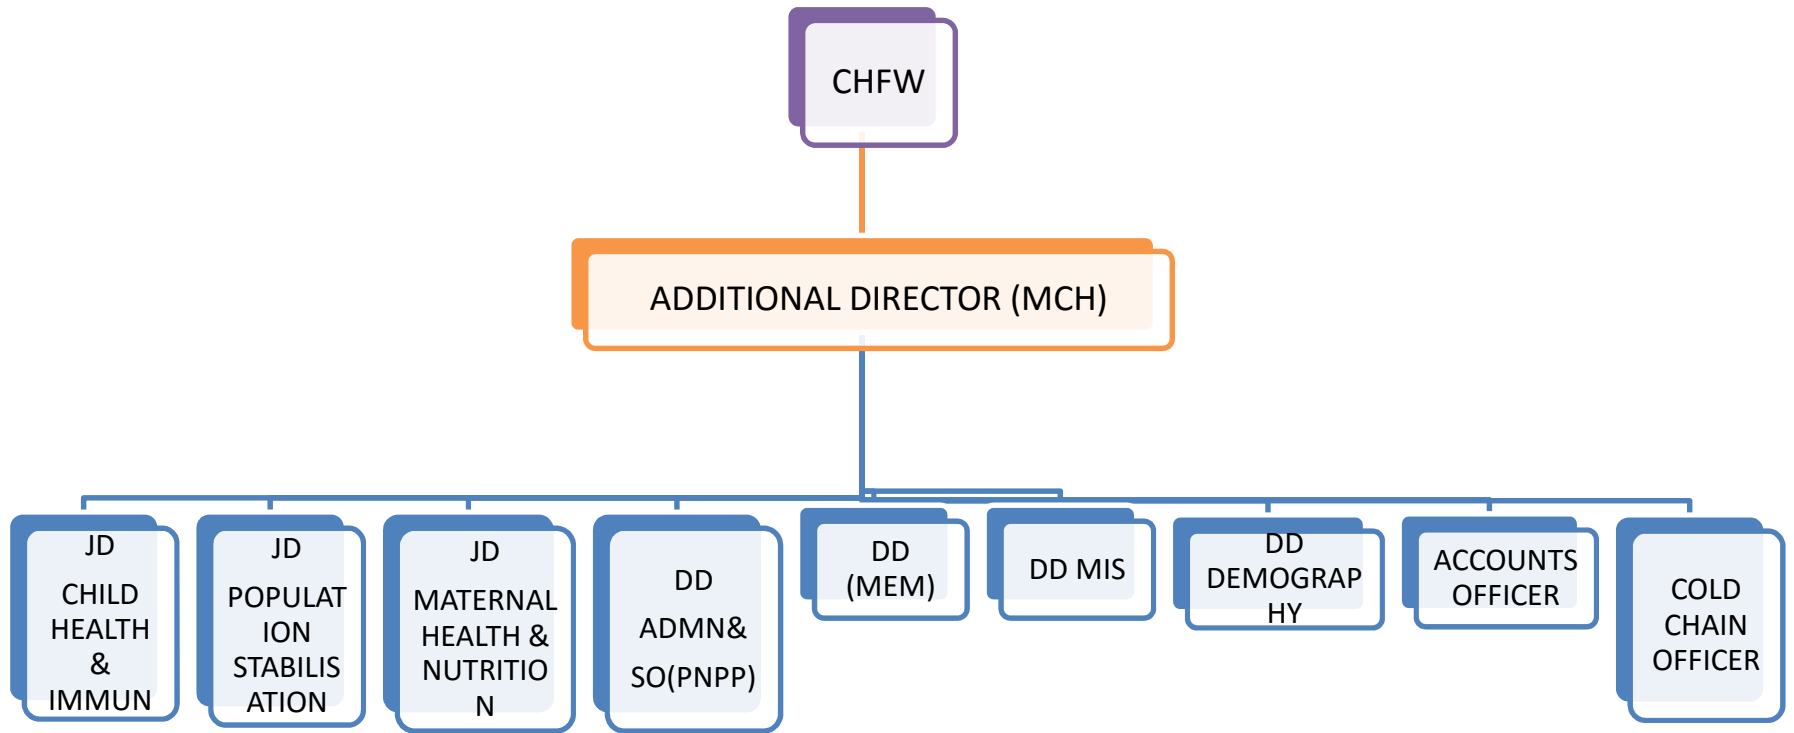 CHFW
ADDITIONAL DIRECTOR (MCH)
JD
CHILD
HEALTH
&
IMMUN
JD
POPULAT
ION
STABILIS
ATION
JD
MATERNAL
HEALTH &
NUTRITIO
N
DD
ADMN&
SO(PNPP)
DD
(MEM)
DD MIS
DD
DEMOGRAP
HY
ACCOUNTS
OFFICER
COLD
CHAIN
OFFICER